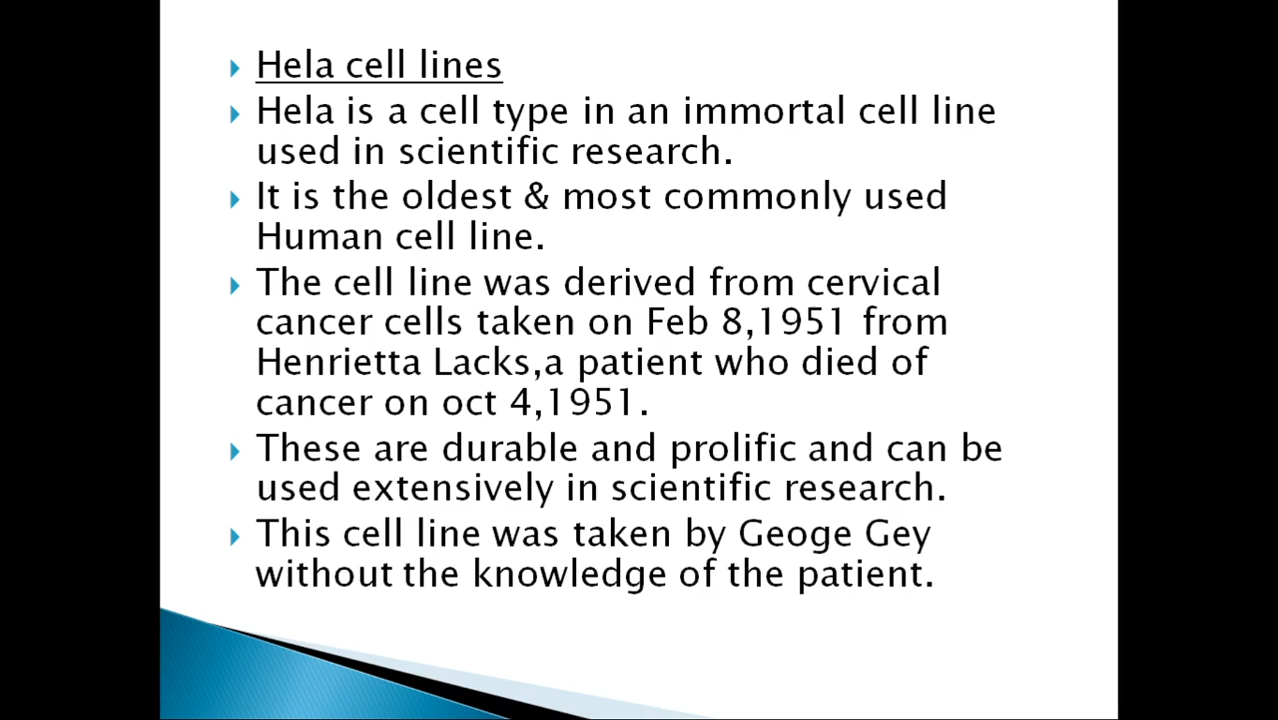 Hela cell lines
Hela is a cell type in an immortal cell line
used in scientific research.
It is the oldest & most commonly used
Human cell line.
The cell line was derived from cervical
cancer cells taken on Feb 8,1951 from
Henrietta Lacks,a patient who died of
cancer on oct 4,1951.
These are durable and prolific and can be
used extensively in scientific research.
This cell line was taken by Geoge Gey
without the knowledge of the patient.